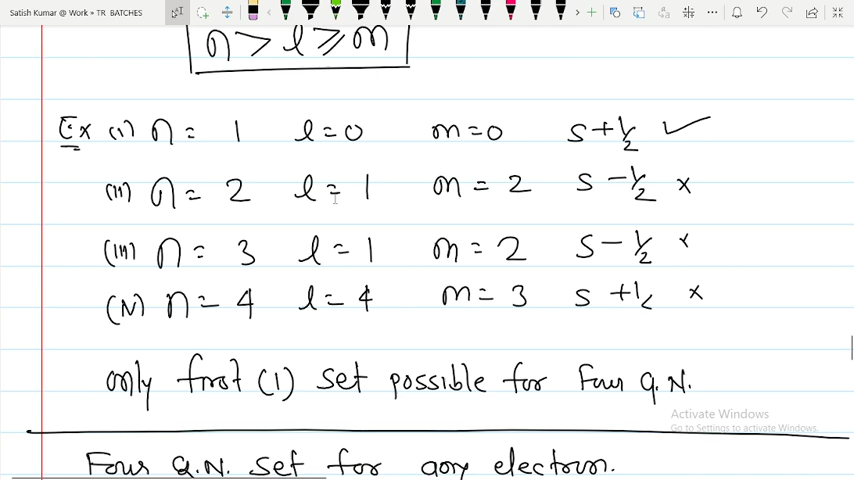 Satish Kumar @ Work » TR BATCHES
n > l ≥ m
Ex (I) n = 1 l = 0 m = 0 s + 1/2 ✓
(II) n = 2 l = 1 m = 2 s - 1/2 ×
(III) n = 3 l = 1 m = 2 s - 1/2 ×
(IV) n = 4 l = 4 m = 3 s + 1/2 ×
only first (1) set possible for Four Q.N.
Activate Windows
Go to Settings to activate Windows.
Four Q.N. set for any electron.